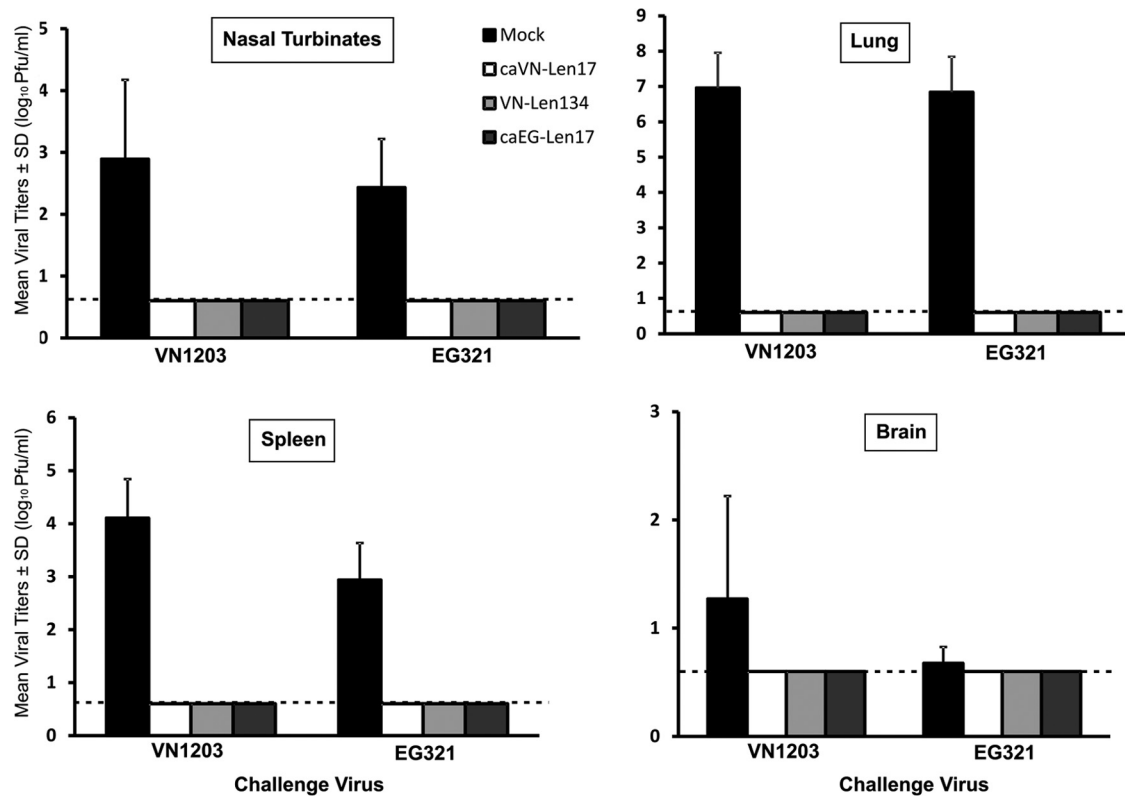 Nasal Turbinates
Mock
caVN-Len17
VN-Len134
caEG-Len17
Mean Viral Titers ± SD (log₁₀ Pfu/ml)
5
4
3
2
1
0
VN1203
EG321
Lung
9
8
7
6
5
4
3
2
1
0
VN1203
EG321
Spleen
Mean Viral Titers ± SD (log₁₀ Pfu/ml)
6
5
4
3
2
1
0
VN1203
EG321
Challenge Virus
Brain
3
2
1
0
VN1203
EG321
Challenge Virus